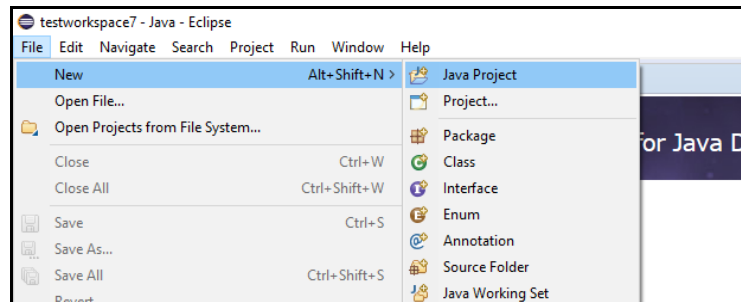 testworkspace7 - Java - Eclipse
File Edit Navigate Search Project Run Window Help
New Alt+Shift+N >
Open File...
Open Projects from File System...
Close Ctrl+W
Close All Ctrl+Shift+W
Save Ctrl+S
Save As...
Save All Ctrl+Shift+S
Revert
Java Project
Project...
Package
Class
Interface
Enum
Annotation
Source Folder
Java Working Set
for Java D